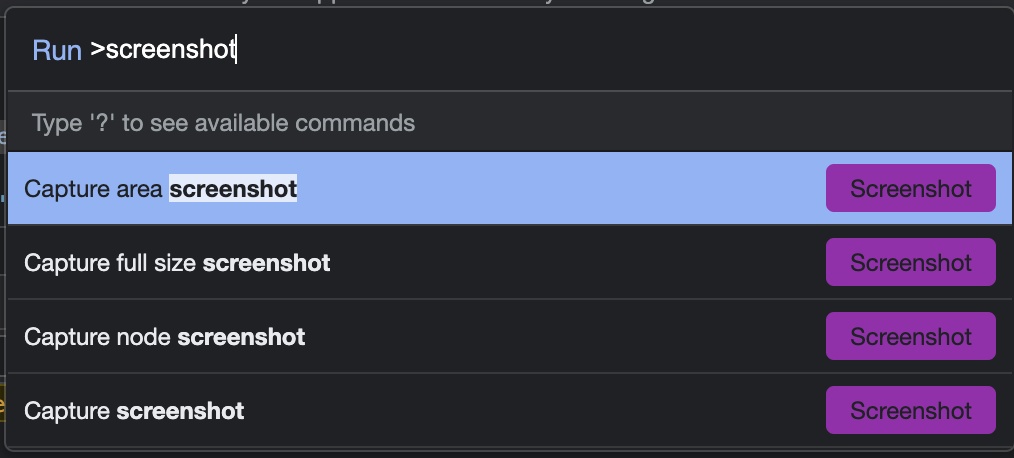 Run >screenshot
Type '?' to see available commands
Capture area screenshot Screenshot
Capture full size screenshot Screenshot
Capture node screenshot Screenshot
Capture screenshot Screenshot